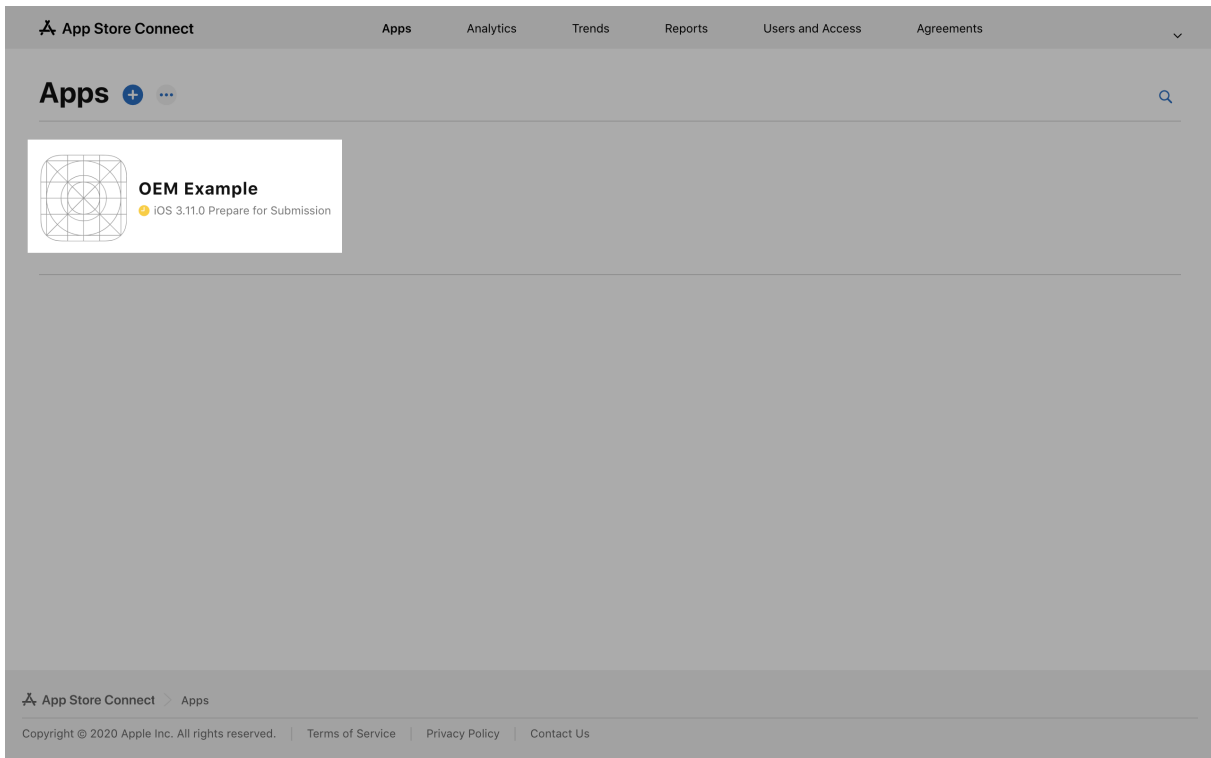 App Store Connect Apps Analytics Trends Reports Users and Access Agreements
Apps
OEM Example
iOS 3.11.0 Prepare for Submission
App Store Connect Apps
Copyright © 2020 Apple Inc. All rights reserved. Terms of Service Privacy Policy Contact Us